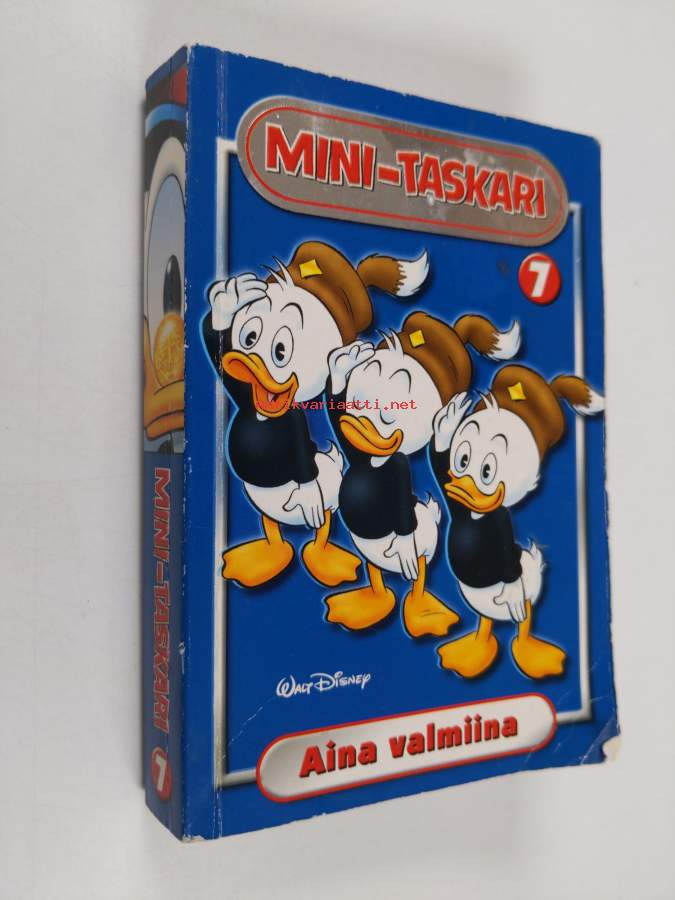 MINI-TASKARI
7
antikvariaatti.net
WALT DISNEY
Aina valmiina
MINI-TASKARI
7